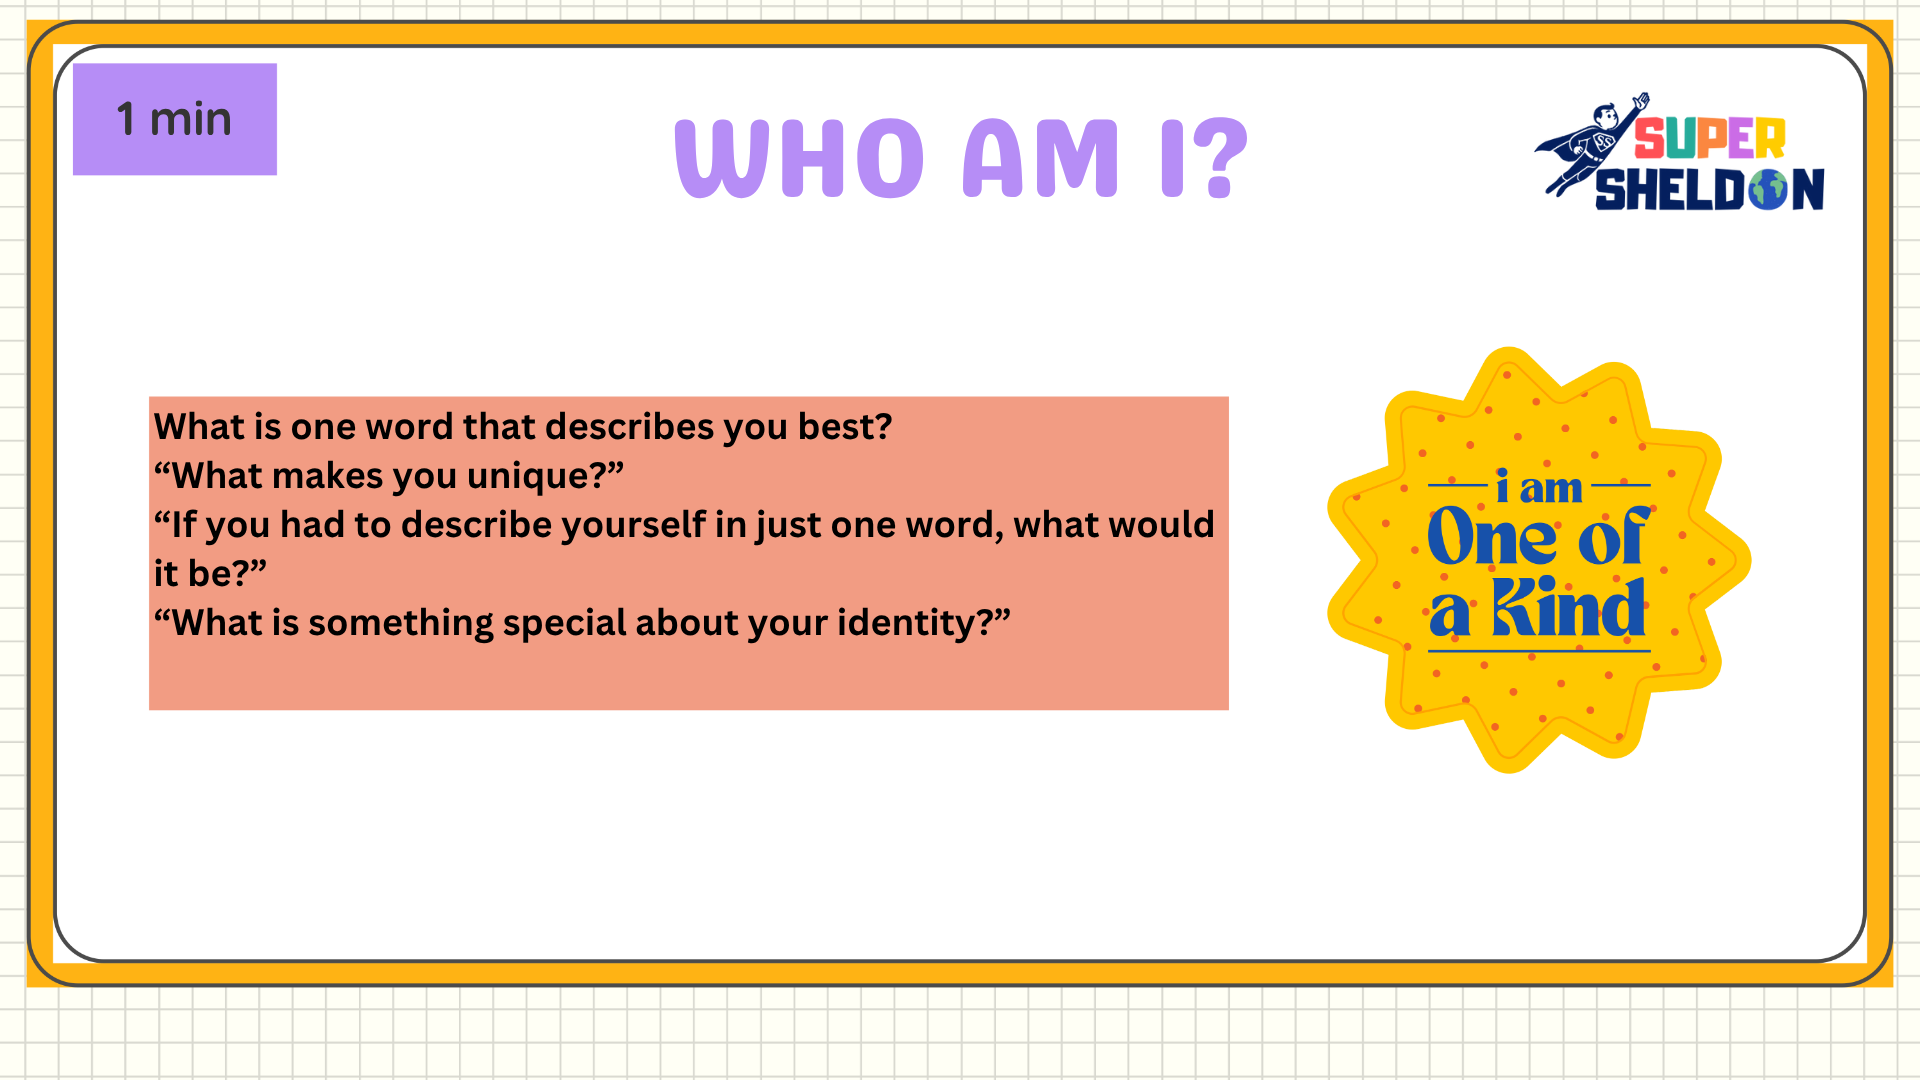 1 min
WHO AM I?
SUPER
SHELDON
What is one word that describes you best?
“What makes you unique?”
“If you had to describe yourself in just one word, what would
it be?”
“What is something special about your identity?”
i am
One of
a Kind
SS